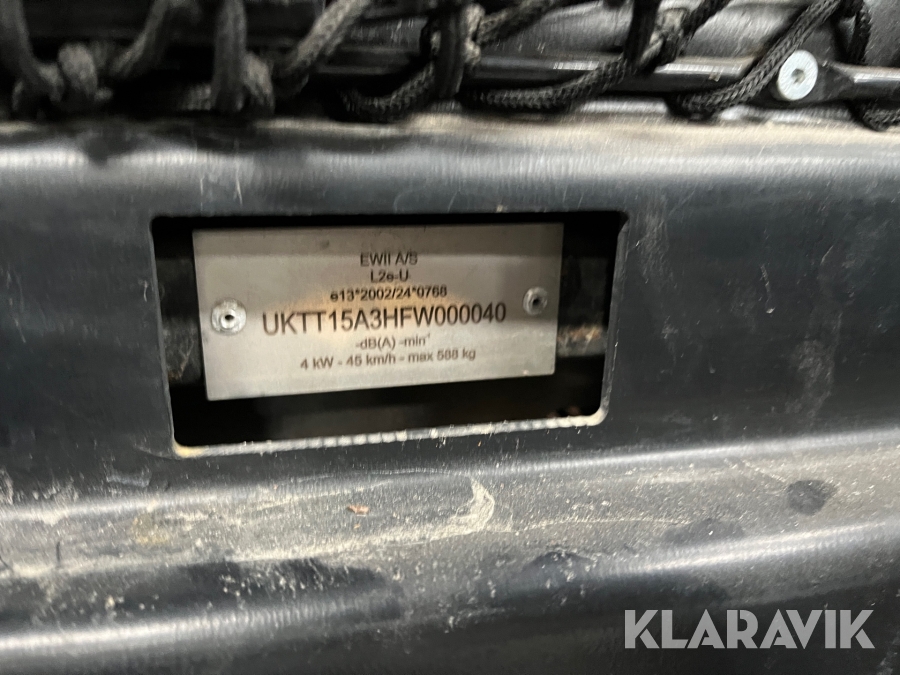 EWII A/S
L2e-U
e13*2002/24*0768
UKTT15A3HFW000040
-dB(A) -min⁻¹
4 kW - 45 km/h - max 588 kg
KLARAVIK